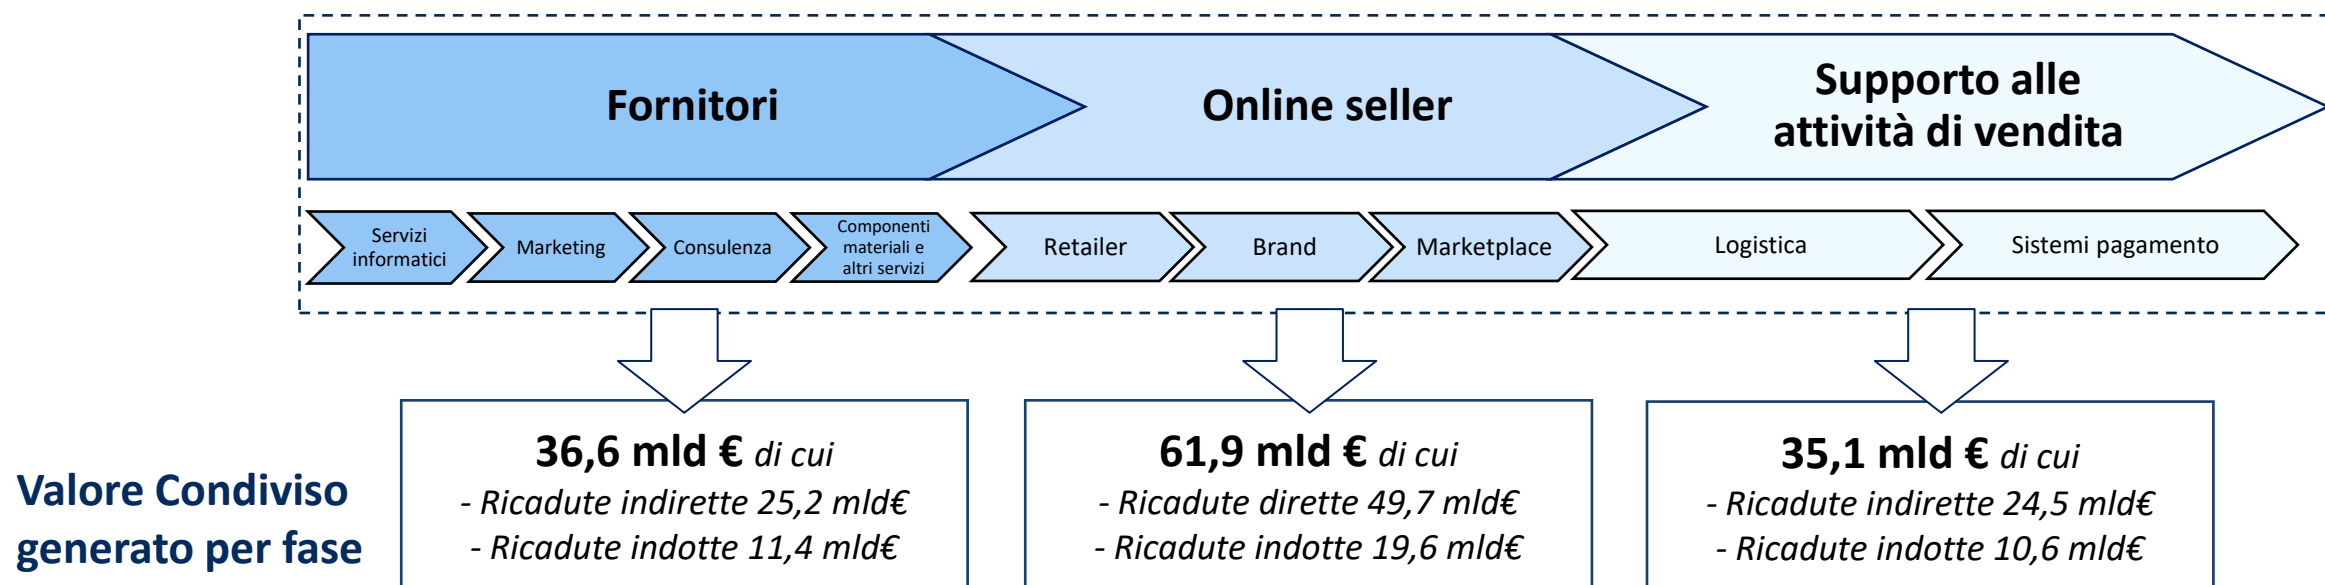 Fornitori
Online seller
Supporto alle
attività di vendita
Servizi
informatici
Marketing
Consulenza
Componenti
materiali e
altri servizi
Retailer
Brand
Marketplace
Logistica
Sistemi pagamento
Valore Condiviso
generato per fase
36,6 mld € di cui
- Ricadute indirette 25,2 mld€
- Ricadute indotte 11,4 mld€
61,9 mld € di cui
- Ricadute dirette 49,7 mld€
- Ricadute indotte 19,6 mld€
35,1 mld € di cui
- Ricadute indirette 24,5 mld€
- Ricadute indotte 10,6 mld€